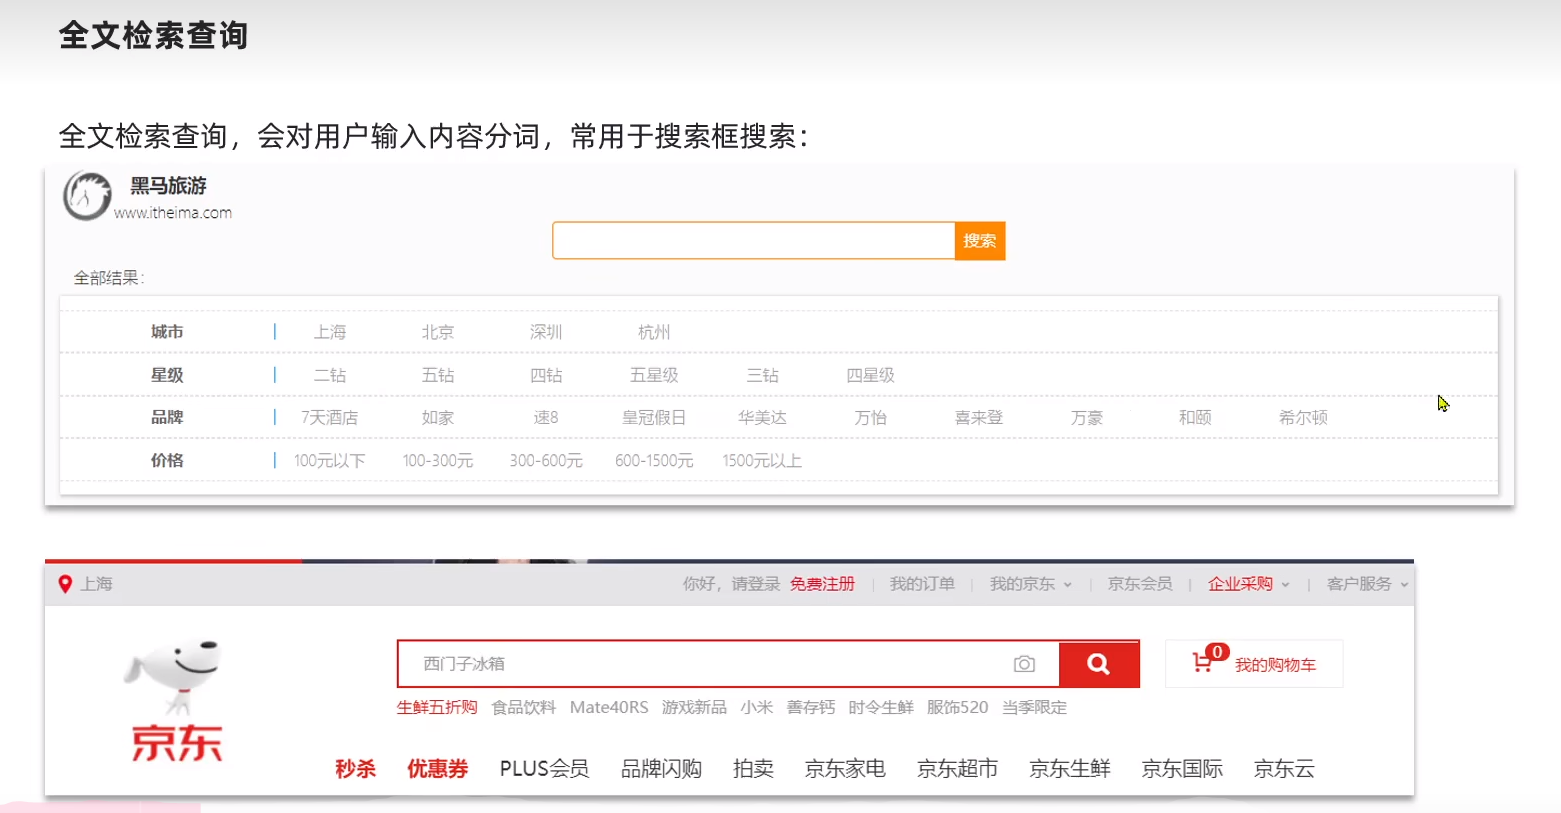 全文检索查询
全文检索查询，会对用户输入内容分词，常用于搜索框搜索：
黑马旅游
www.itheima.com
搜索
全部结果：
城市 上海 北京 深圳 杭州
星级 二钻 五钻 四钻 五星级 三钻 四星级
品牌 7天酒店 如家 速8 皇冠假日 华美达 万怡 喜来登 万豪 和颐 希尔顿
价格 100元以下 100-300元 300-600元 600-1500元 1500元以上
上海 你好，请登录 免费注册 我的订单 我的京东 京东会员 企业采购 客户服务
西门子冰箱 0 我的购物车
生鲜五折购 食品饮料 Mate40RS 游戏新品 小米 善存钙 时令生鲜 服饰520 当季限定
京东
秒杀 优惠券 PLUS会员 品牌闪购 拍卖 京东家电 京东超市 京东生鲜 京东国际 京东云